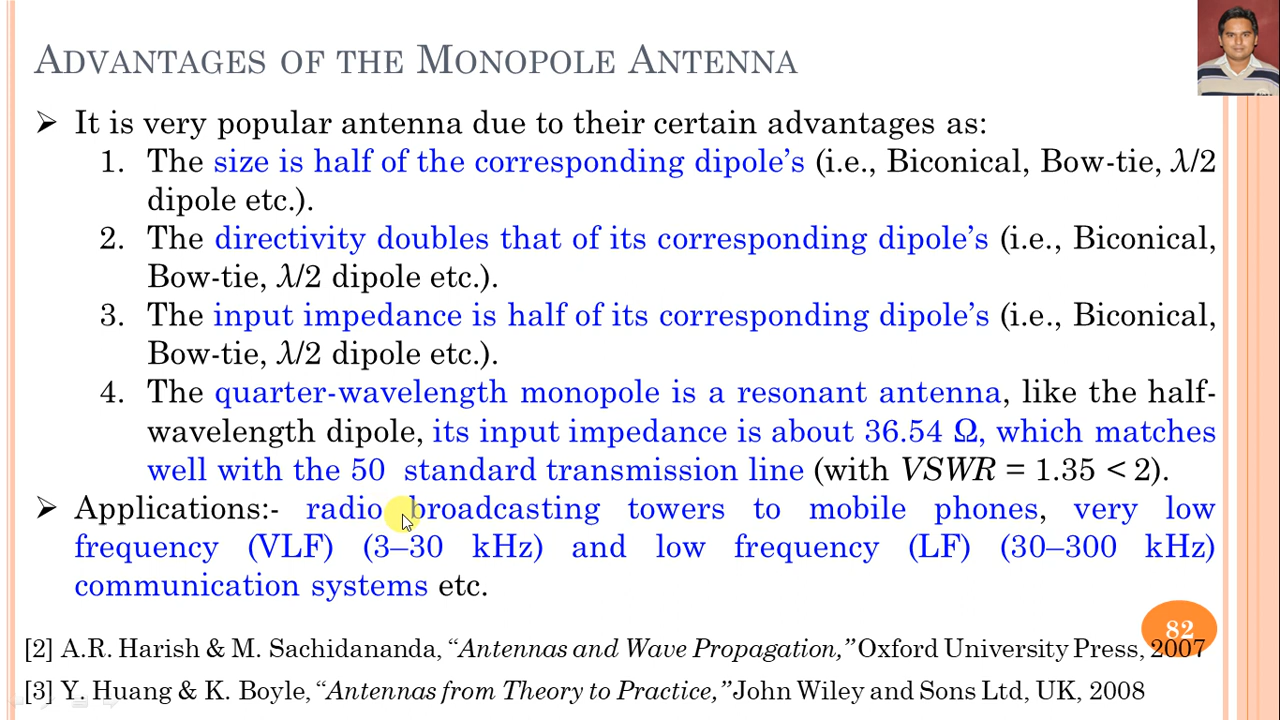 ADVANTAGES OF THE MONOPOLE ANTENNA
➢ It is very popular antenna due to their certain advantages as:
1. The size is half of the corresponding dipole's (i.e., Biconical, Bow-tie, λ/2
dipole etc.).
2. The directivity doubles that of its corresponding dipole's (i.e., Biconical,
Bow-tie, λ/2 dipole etc.).
3. The input impedance is half of its corresponding dipole's (i.e., Biconical,
Bow-tie, λ/2 dipole etc.).
4. The quarter-wavelength monopole is a resonant antenna, like the half-
wavelength dipole, its input impedance is about 36.54 Ω, which matches
well with the 50 standard transmission line (with VSWR = 1.35 < 2).
➢ Applications:- radio broadcasting towers to mobile phones, very low
frequency (VLF) (3–30 kHz) and low frequency (LF) (30–300 kHz)
communication systems etc.
82
[2] A.R. Harish & M. Sachidananda, “Antennas and Wave Propagation,” Oxford University Press, 2007
[3] Y. Huang & K. Boyle, “Antennas from Theory to Practice,” John Wiley and Sons Ltd, UK, 2008